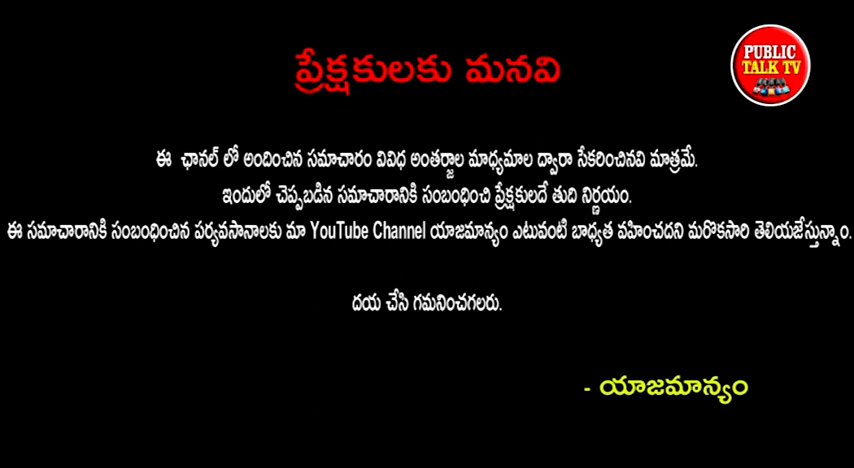 ప్రేక్షకులకు మనవి
PUBLIC
TALK TV
ఈ ఛానల్ లో అందించిన సమాచారం వివిధ అంతర్జాల మాధ్యమాల ద్వారా సేకరించినవి మాత్రమే.
ఇందులో చెప్పబడిన సమాచారానికి సంబంధించి ప్రేక్షకులదే తుది నిర్ణయం.
ఈ సమాచారానికి సంబంధించిన పర్యవసానాలకు మా YouTube Channel యాజమాన్యం ఎటువంటి బాధ్యత వహించదని మరొకసారి తెలియజేస్తున్నాం.
దయ చేసి గమనించగలరు.
- యాజమాన్యం